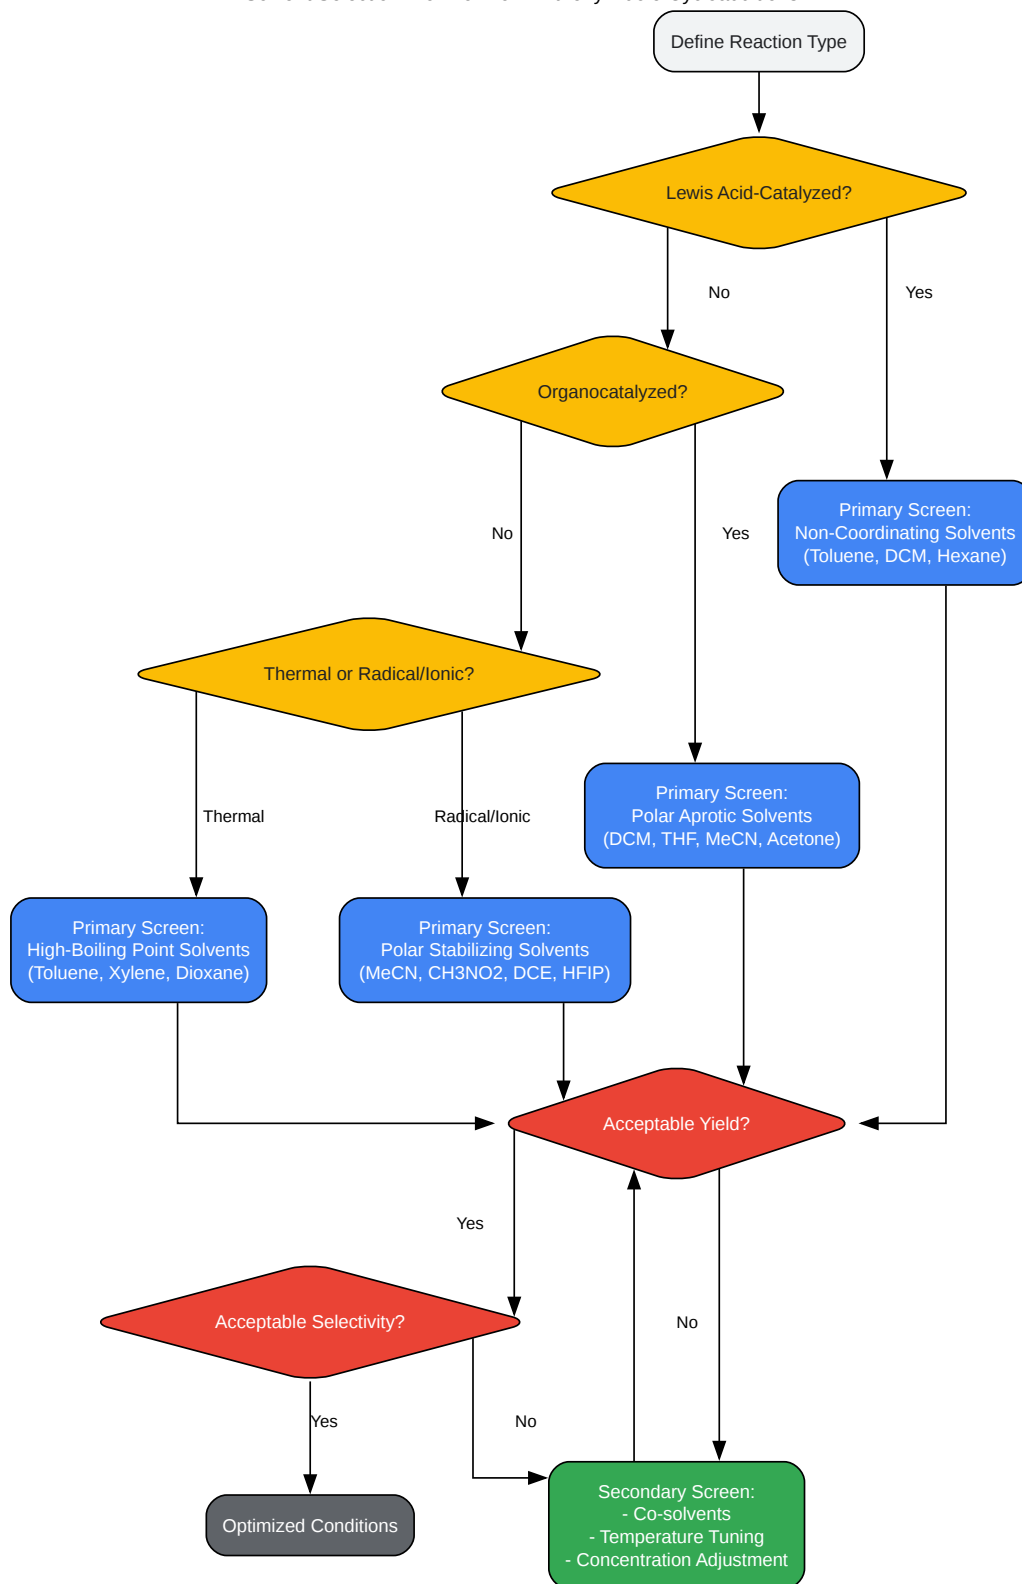 Define Reaction Type
Lewis Acid-Catalyzed?
No
Yes
Organocatalyzed?
Primary Screen:
Non-Coordinating Solvents
(Toluene, DCM, Hexane)
No
Yes
Thermal or Radical/Ionic?
Primary Screen:
Polar Aprotic Solvents
(DCM, THF, MeCN, Acetone)
Thermal
Radical/Ionic
Primary Screen:
High-Boiling Point Solvents
(Toluene, Xylene, Dioxane)
Primary Screen:
Polar Stabilizing Solvents
(MeCN, CH3NO2, DCE, HFIP)
Acceptable Yield?
Yes
Acceptable Selectivity?
No
Yes
No
Optimized Conditions
Secondary Screen:
- Co-solvents
- Temperature Tuning
- Concentration Adjustment